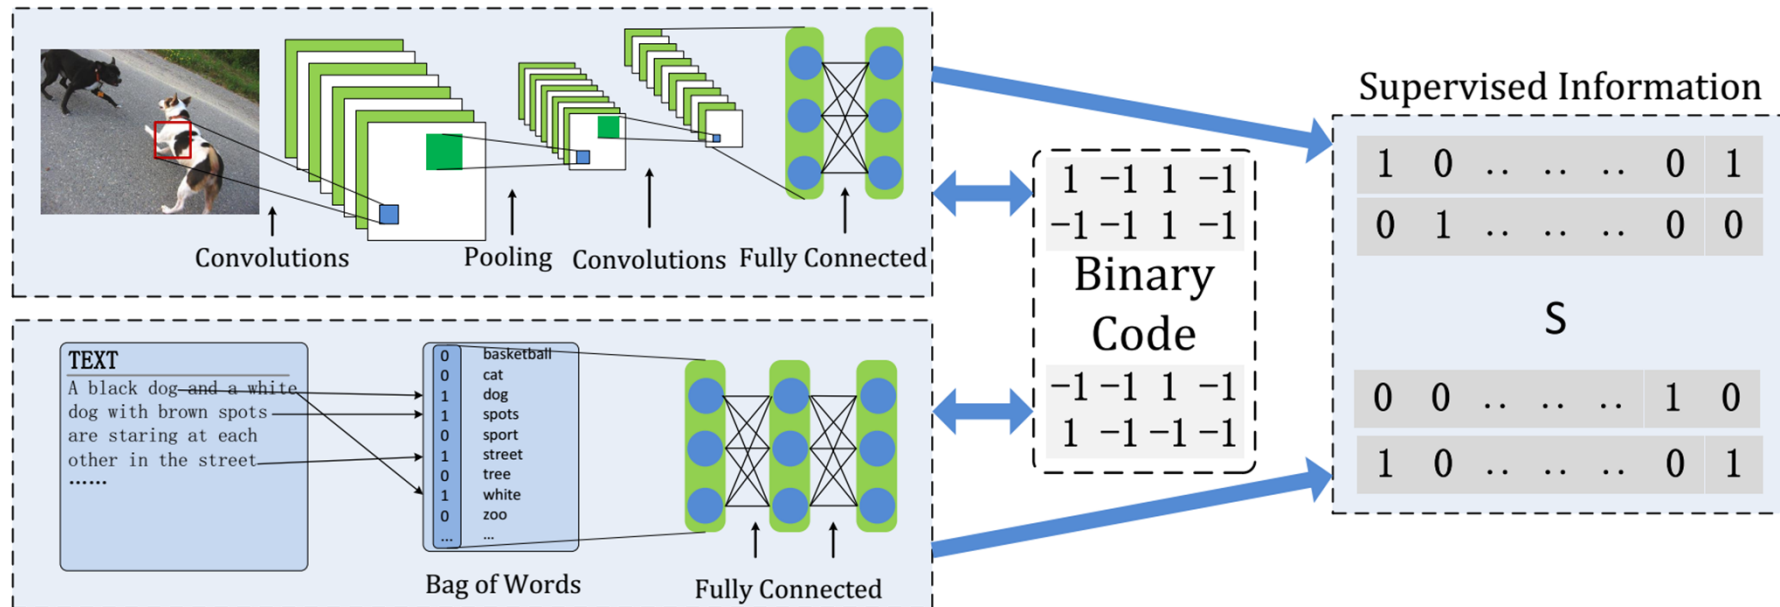 Convolutions
Pooling
Convolutions
Fully Connected
TEXT
A black dog and a white
dog with brown spots
are staring at each
other in the street
......
0 basketball
0 cat
1 dog
1 spots
0 sport
1 street
0 tree
1 white
0 zoo
... ...
Bag of Words
Fully Connected
1 -1 1 -1
-1 -1 1 -1
Binary
Code
-1 -1 1 -1
1 -1 -1 -1
Supervised Information
1 0 .. .. .. 0 1
0 1 .. .. .. 0 0
S
0 0 .. .. .. 1 0
1 0 .. .. .. 0 1